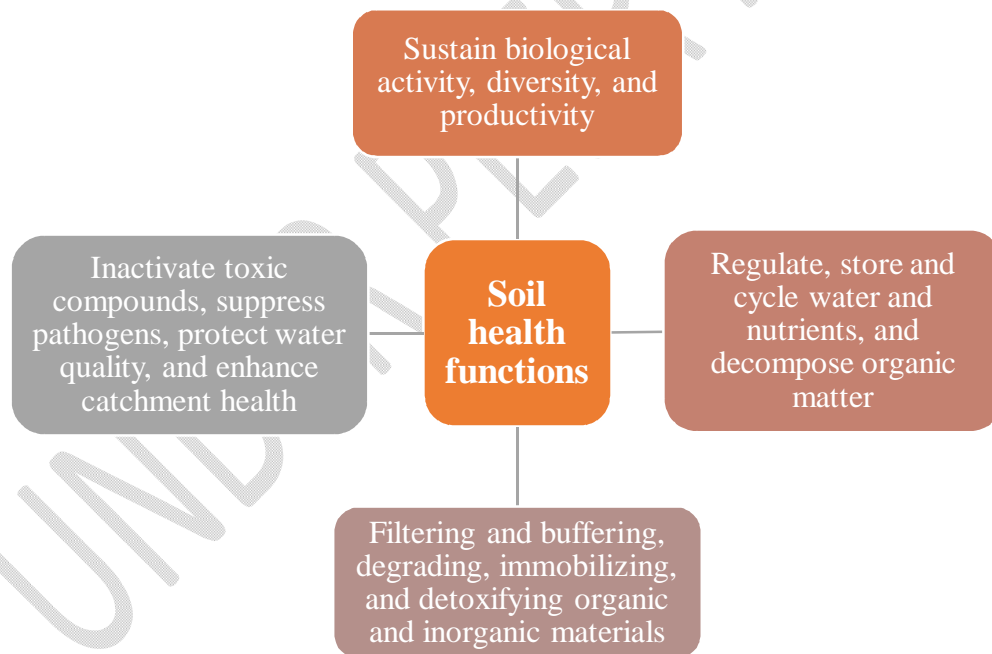 Sustain biological
activity, diversity, and
productivity
Inactivate toxic
compounds, suppress
pathogens, protect water
quality, and enhance
catchment health
Soil
health
functions
Regulate, store and
cycle water and
nutrients, and
decompose organic
matter
Filtering and buffering,
degrading, immobilizing,
and detoxifying organic
and inorganic materials